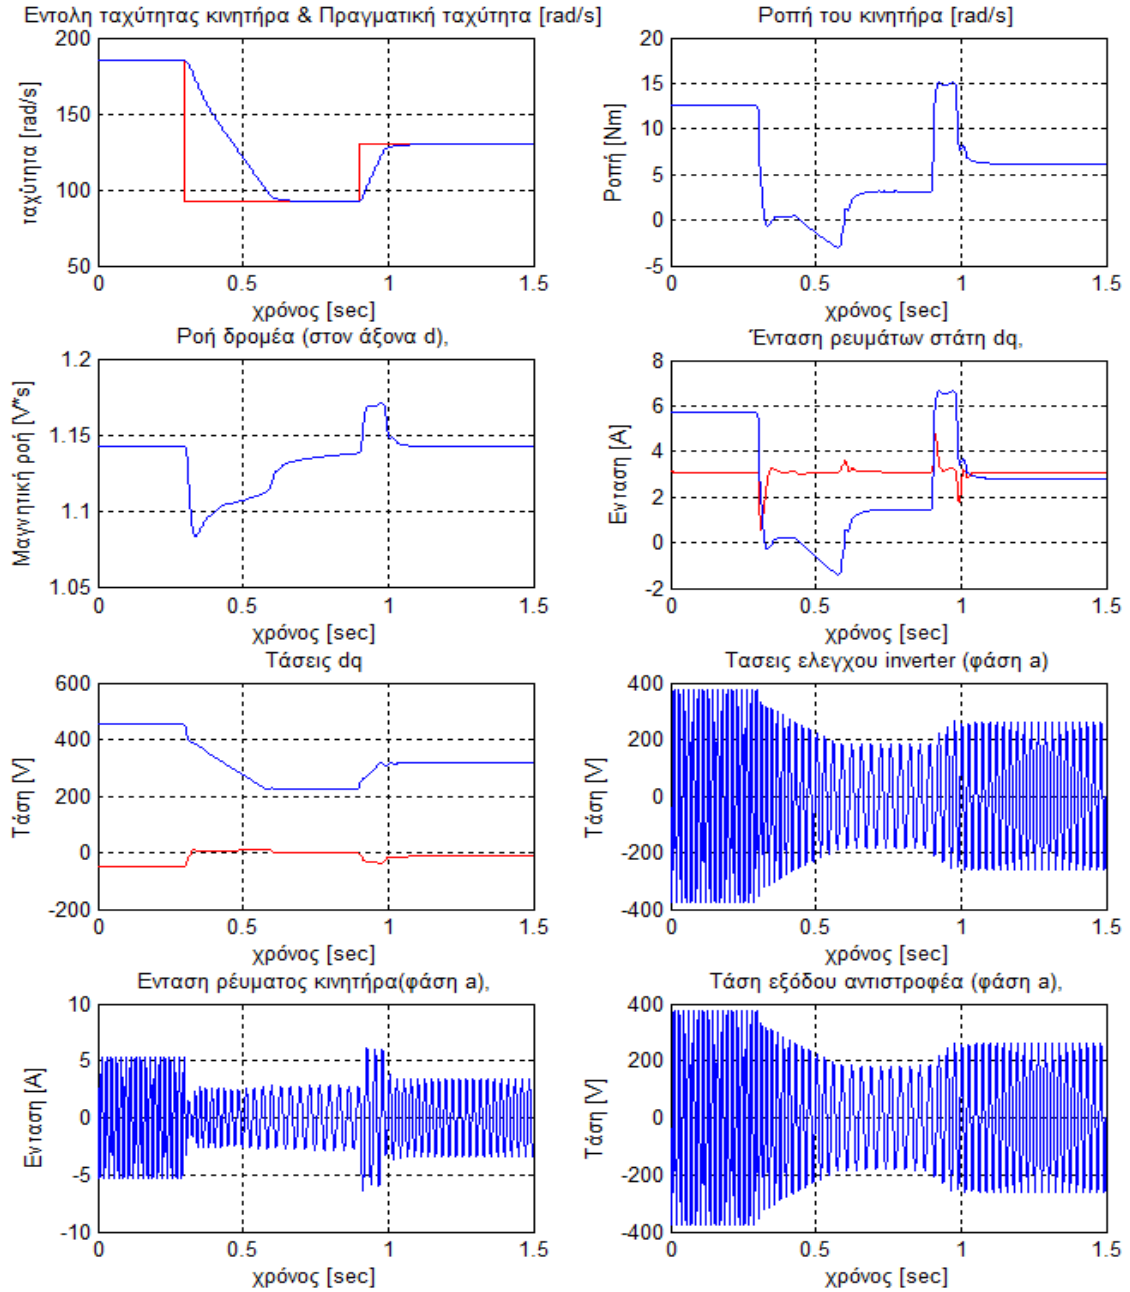 Εντολη ταχύτητας κινητήρα & Πραγματική ταχύτητα [rad/s]
200
150
100
50
ταχύτητα [rad/s]
0 0.5 1 1.5
χρόνος [sec]
Ροπή του κινητήρα [rad/s]
20
15
10
5
0
-5
Ροπή [Nm]
0 0.5 1 1.5
χρόνος [sec]
Ροή δρομέα (στον άξονα d),
1.2
1.15
1.1
1.05
Μαγνητική ροή [V*s]
0 0.5 1 1.5
χρόνος [sec]
Ένταση ρευμάτων στάτη dq,
8
6
4
2
0
-2
Ενταση [A]
0 0.5 1 1.5
χρόνος [sec]
Τάσεις dq
600
400
200
0
-200
Τάση [V]
0 0.5 1 1.5
χρόνος [sec]
Τασεις ελεγχου inverter (φάση a)
400
200
0
-200
-400
Τάση [V]
0 0.5 1 1.5
χρόνος [sec]
Ενταση ρέυματος κινητήρα(φάση a),
10
5
0
-5
-10
Ενταση [A]
0 0.5 1 1.5
χρόνος [sec]
Τάση εξόδου αντιστροφέα (φάση a),
400
200
0
-200
-400
Τάση [V]
0 0.5 1 1.5
χρόνος [sec]